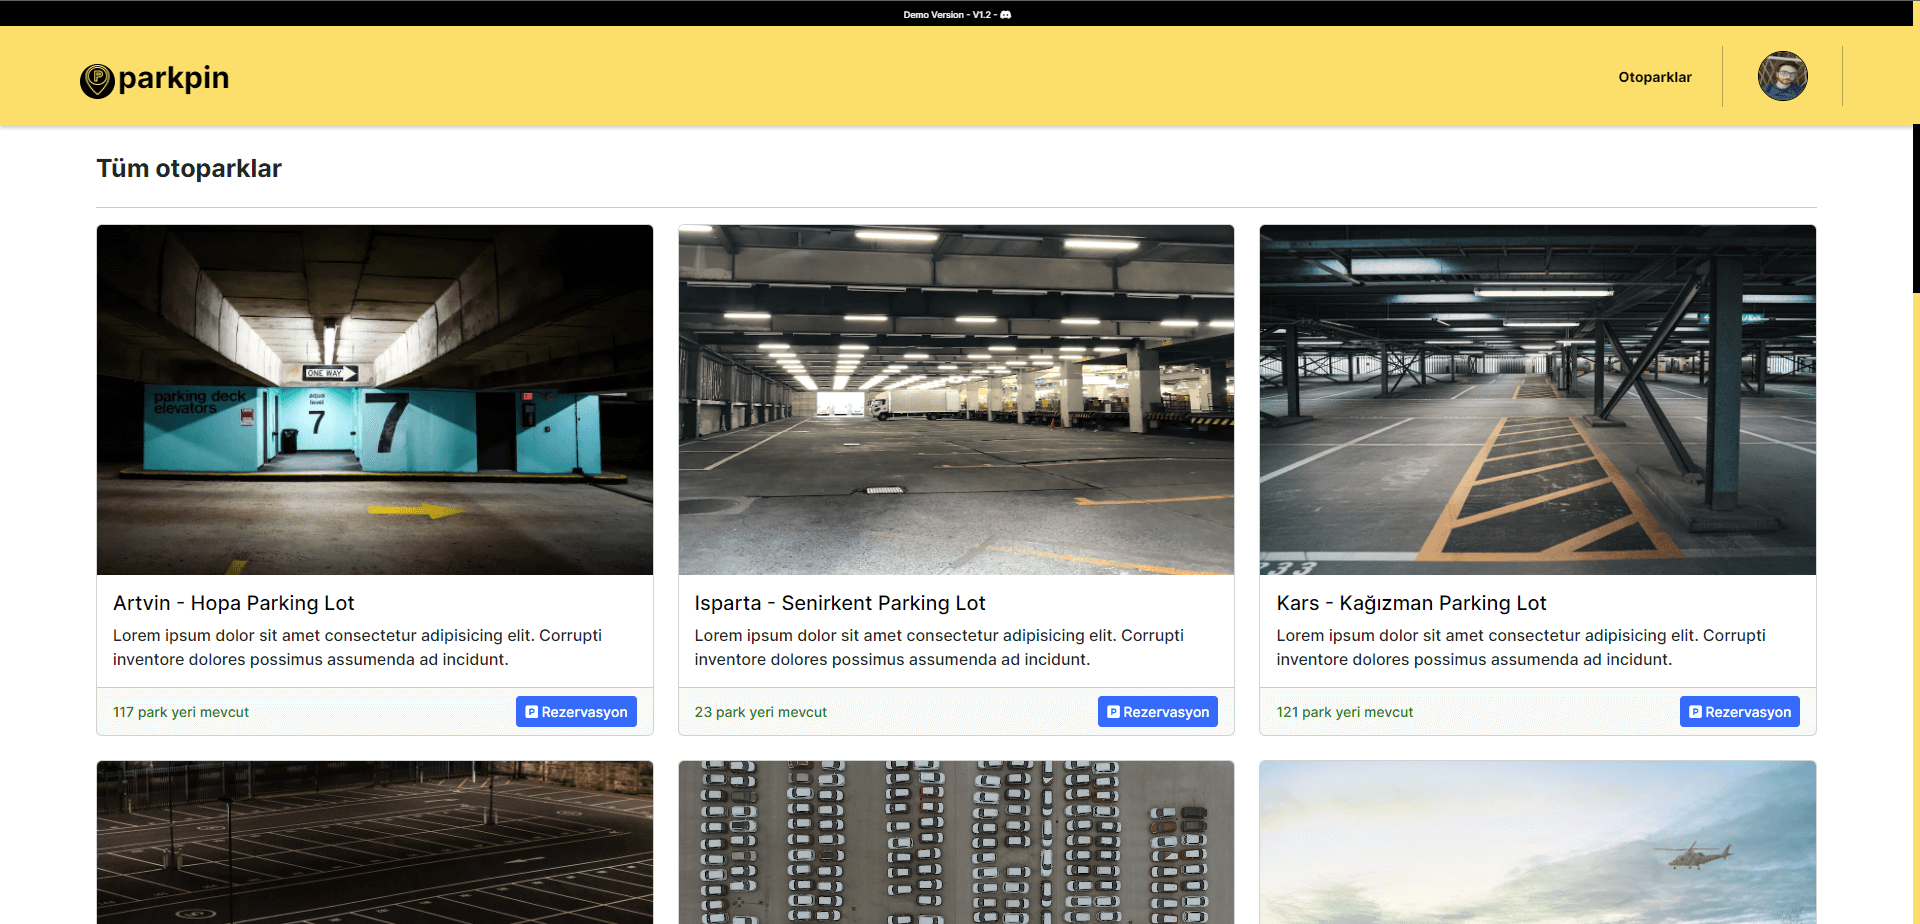 Demo Version - V1.2 -
parkpin
Otoparklar
Tüm otoparklar
ONE WAY
parking deck
elevators
aqua
level
7
7
Artvin - Hopa Parking Lot
Lorem ipsum dolor sit amet consectetur adipisicing elit. Corrupti
inventore dolores possimus assumenda ad incidunt.
117 park yeri mevcut
P Rezervasyon
Isparta - Senirkent Parking Lot
Lorem ipsum dolor sit amet consectetur adipisicing elit. Corrupti
inventore dolores possimus assumenda ad incidunt.
23 park yeri mevcut
P Rezervasyon
233
Kars - Kağızman Parking Lot
Lorem ipsum dolor sit amet consectetur adipisicing elit. Corrupti
inventore dolores possimus assumenda ad incidunt.
121 park yeri mevcut
P Rezervasyon